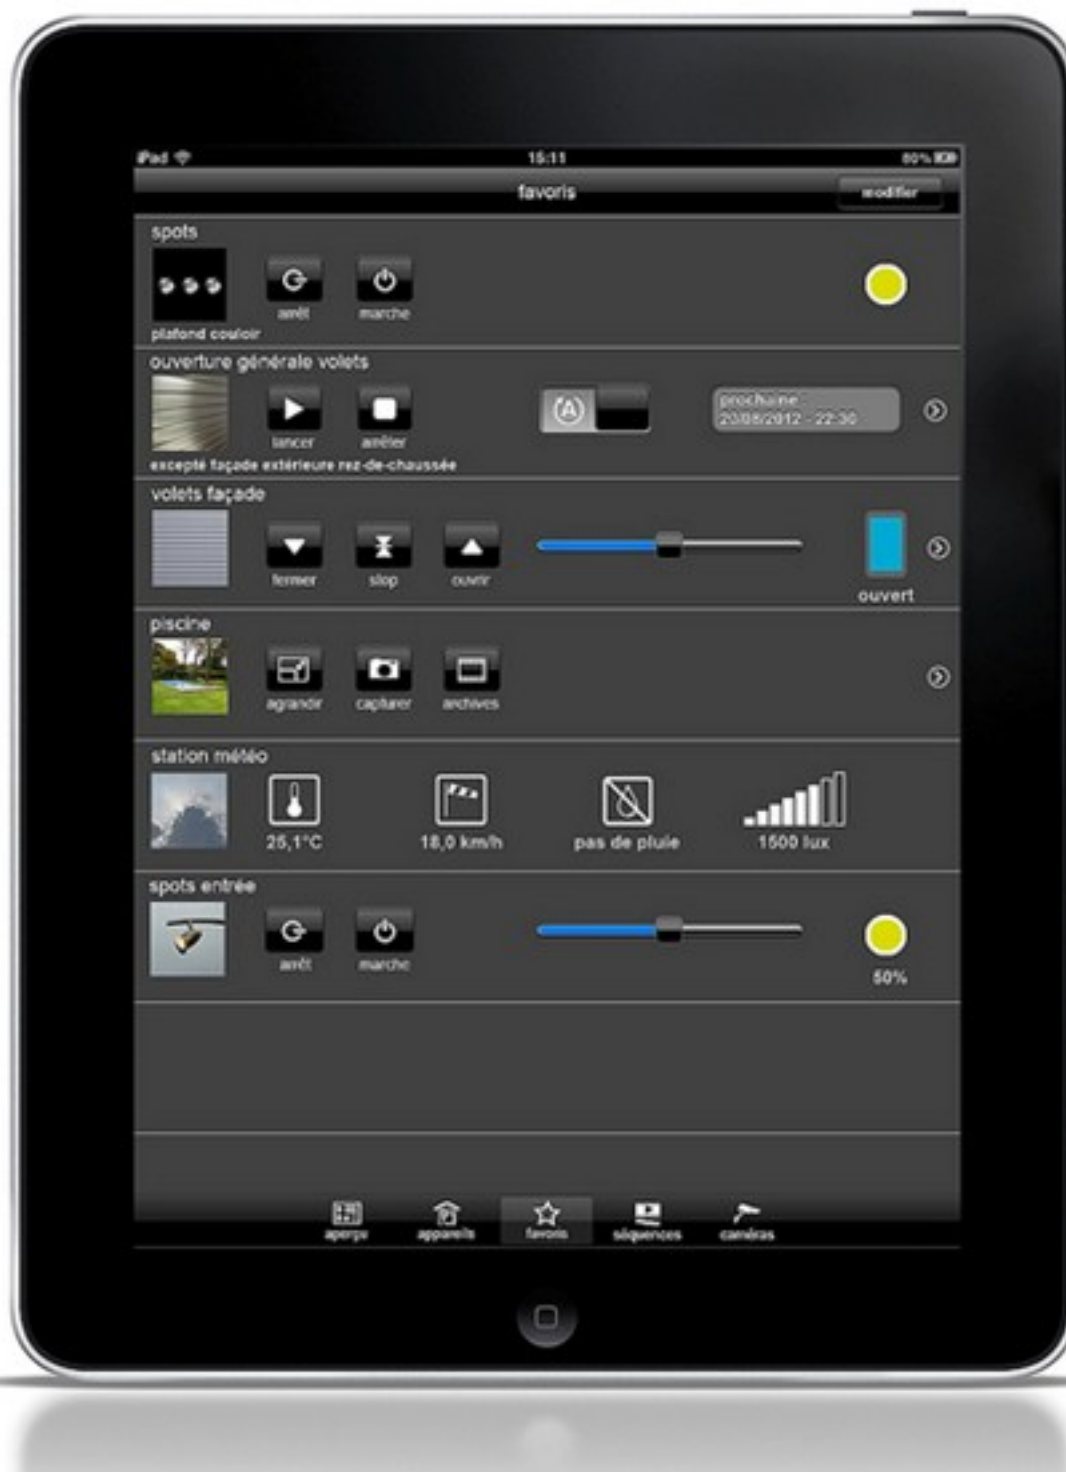 iPad 15:11 80%
favoris modifier
spots
arrêt marche
plafond couloir
ouverture générale volets
prochaine
20/08/2012 - 22:30
lancer arrêter
excepté façade extérieure rez-de-chaussée
volets façade
fermer stop ouvrir
ouvert
piscine
agrandir capturer archives
station météo
25,1°C 18,0 km/h pas de pluie 1500 lux
spots entrée
arrêt marche
50%
aperçu appareils favoris séquences caméras